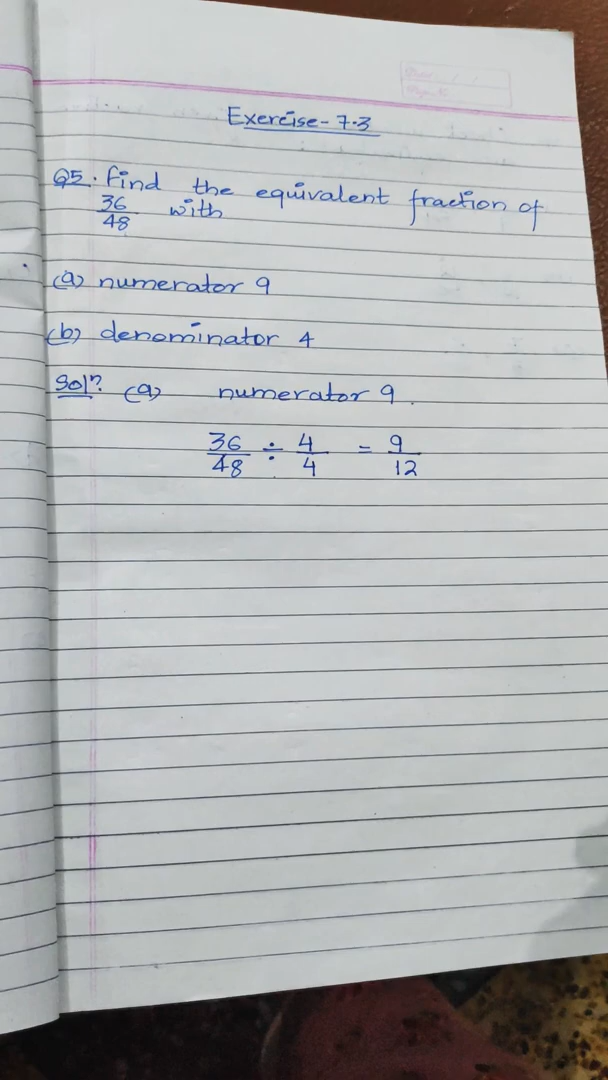 Exercise-7.3
Q5. Find the equivalent fraction of
36/48 with
(a) numerator 9
(b) denominator 4
Solⁿ. (a) numerator 9.
36/48 ÷ 4/4 = 9/12